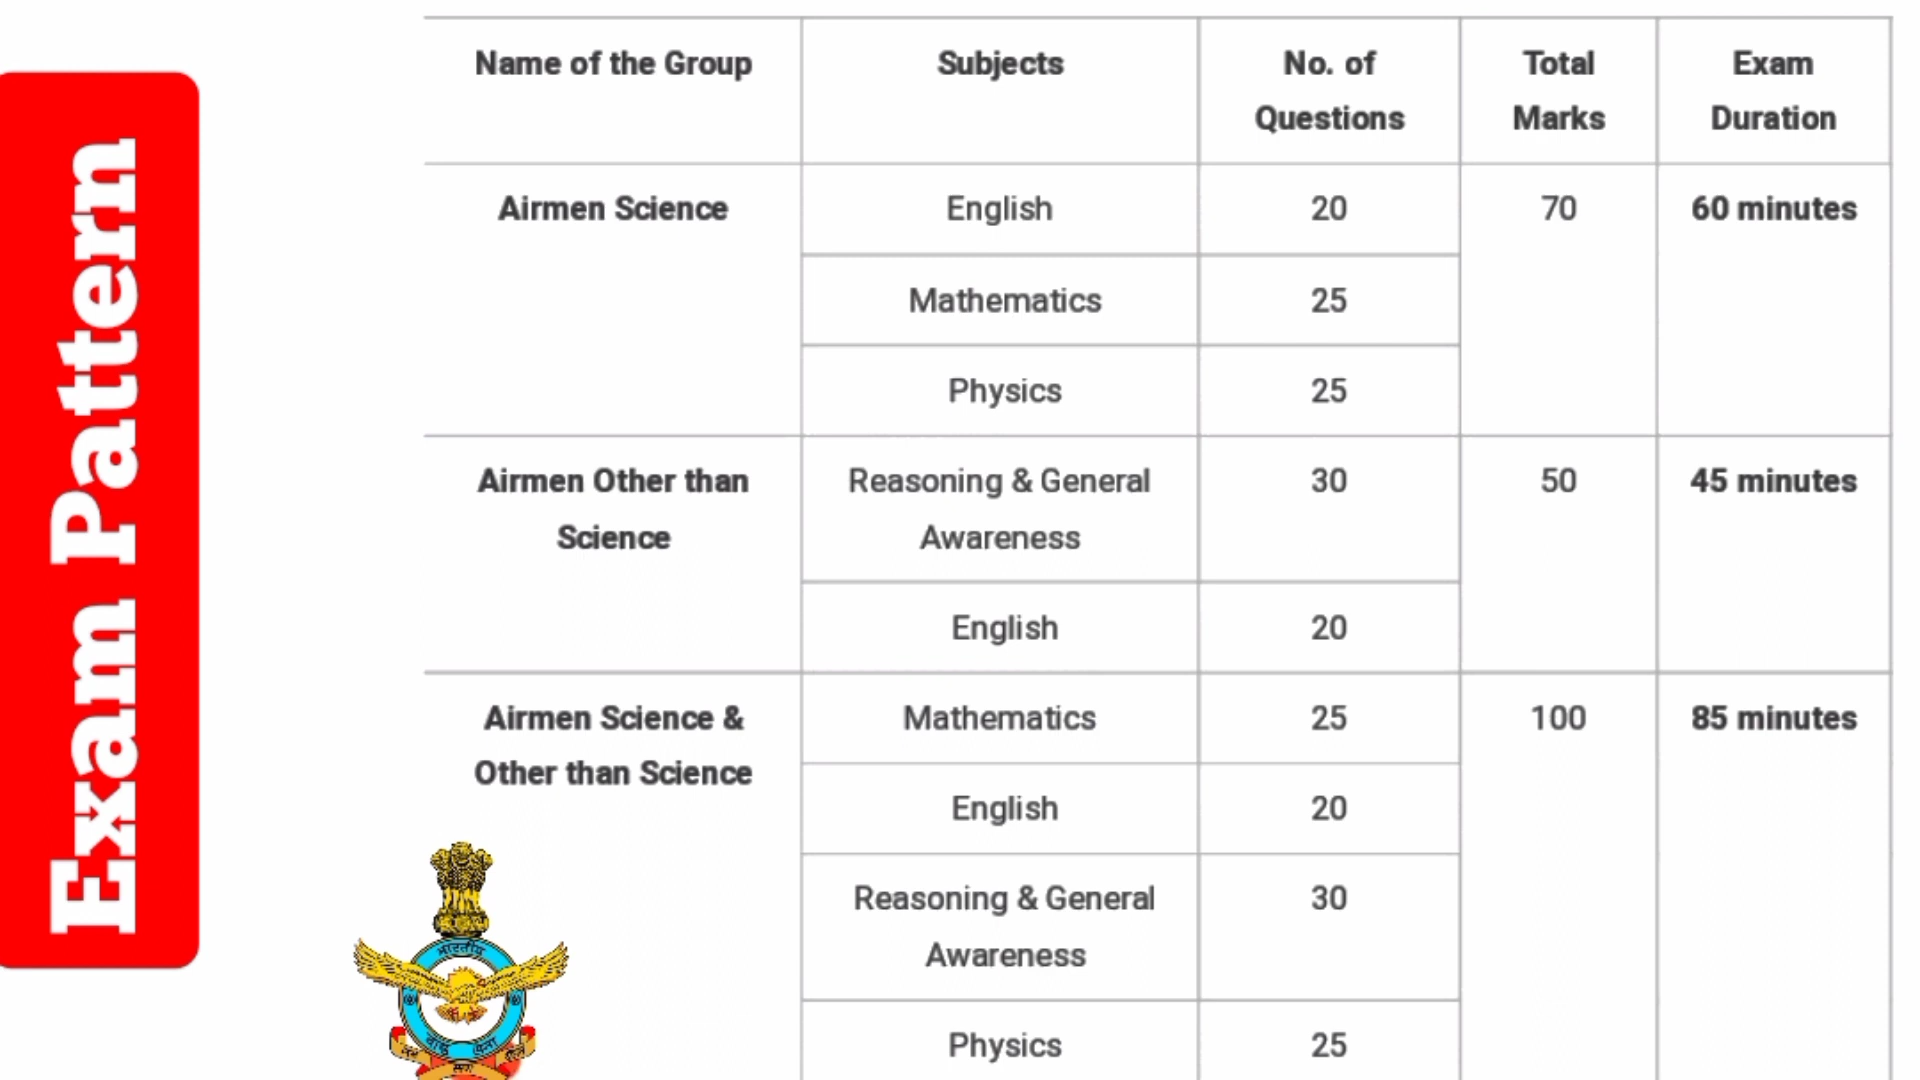 Exam Pattern
Name of the Group
Subjects
No. of
Questions
Total
Marks
Exam
Duration
Airmen Science
English
20
70
60 minutes
Mathematics
25
Physics
25
Airmen Other than
Science
Reasoning & General
Awareness
30
50
45 minutes
English
20
Airmen Science &
Other than Science
Mathematics
25
100
85 minutes
English
20
Reasoning & General
Awareness
30
Physics
25
भारतीय
वायु सेना